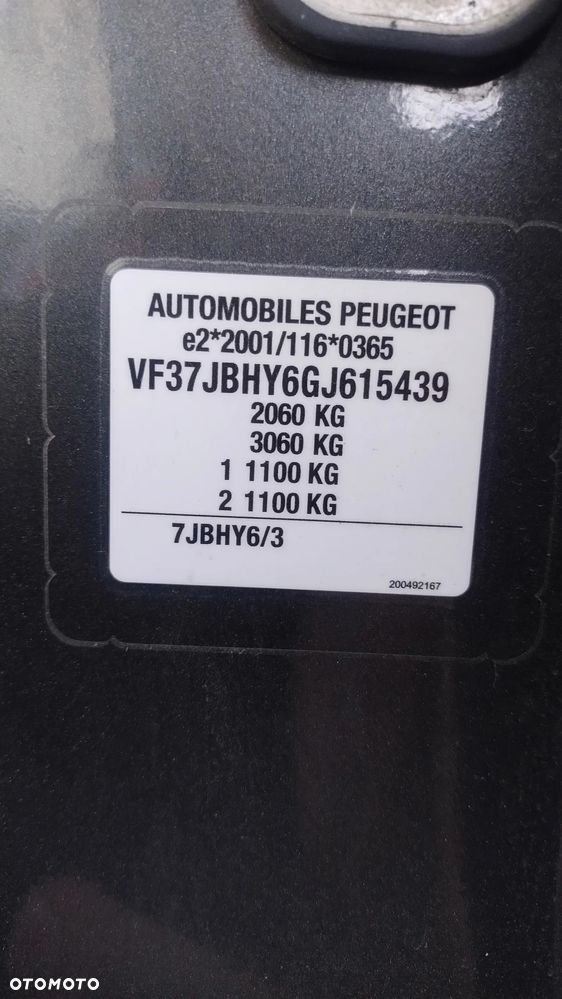 AUTOMOBILES PEUGEOT
e2*2001/116*0365
VF37JBHY6GJ615439
2060 KG
3060 KG
1 1100 KG
2 1100 KG
7JBHY6/3
200492167
OTOMOTO